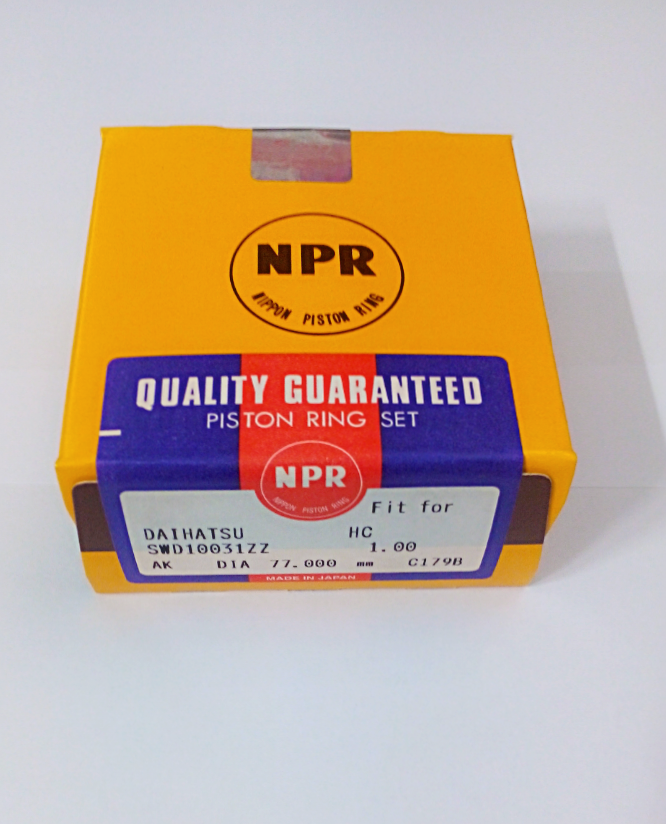 NPR
NIPPON PISTON RING
QUALITY GUARANTEED
PISTON RING SET
NPR
NIPPON PISTON RING
Fit for
DAIHATSU HC
SWD10031ZZ 1.00
AK DIA 77.000 mm C179B
MADE IN JAPAN